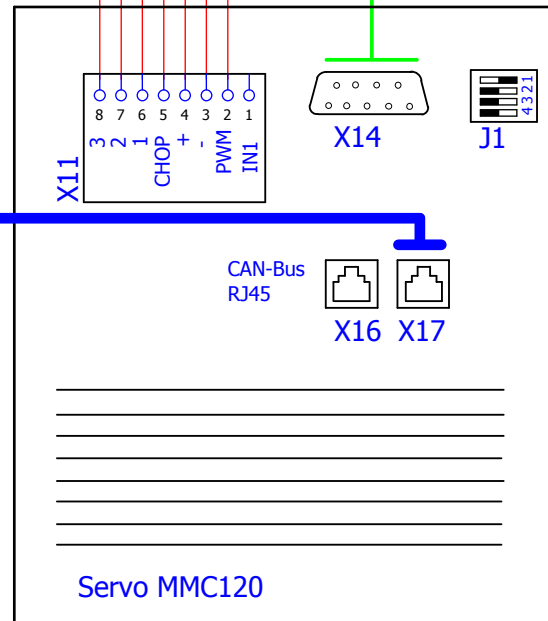 8 7 6 5 4 3 2 1
3
2
1
CHOP
+
-
PWM
IN1
X11
X14
4 3 2 1
J1
CAN-Bus
RJ45
X16 X17
Servo MMC120